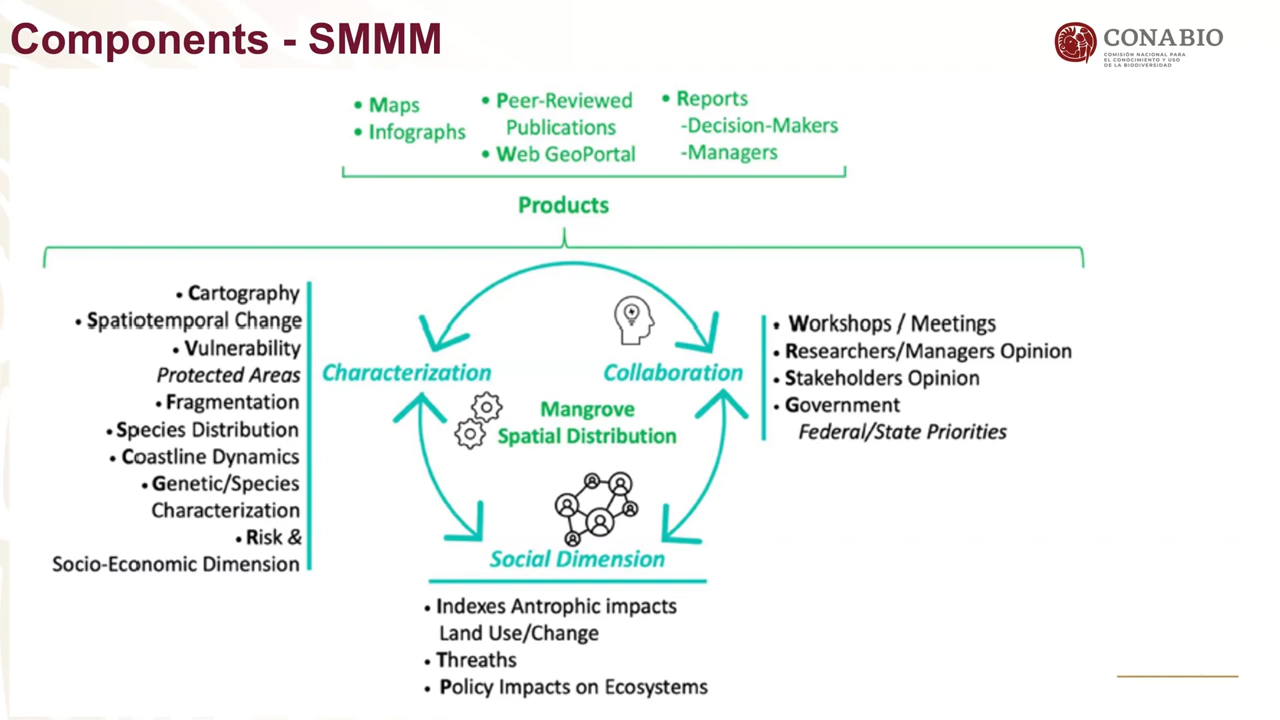 Components - SMMM
CONABIO
COMISIÓN NACIONAL PARA
EL CONOCIMIENTO Y USO
DE LA BIODIVERSIDAD
• Maps
• Infographs
• Peer-Reviewed
Publications
• Web GeoPortal
• Reports
-Decision-Makers
-Managers
Products
• Cartography
• Spatiotemporal Change
• Vulnerability
Protected Areas
• Fragmentation
• Species Distribution
• Coastline Dynamics
• Genetic/Species
Characterization
• Risk &
Socio-Economic Dimension
Characterization
Collaboration
Mangrove
Spatial Distribution
• Workshops / Meetings
• Researchers/Managers Opinion
• Stakeholders Opinion
• Government
Federal/State Priorities
Social Dimension
• Indexes Antrophic impacts
Land Use/Change
• Threaths
• Policy Impacts on Ecosystems